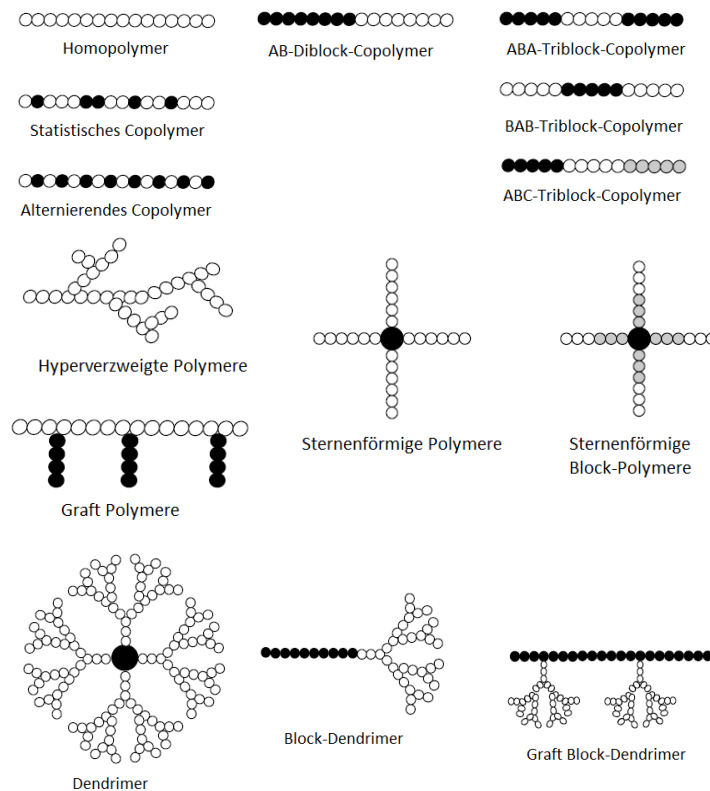 Homopolymer
AB-Diblock-Copolymer
ABA-Triblock-Copolymer
Statistisches Copolymer
BAB-Triblock-Copolymer
Alternierendes Copolymer
ABC-Triblock-Copolymer
Hyperverzweigte Polymere
Sternenförmige Polymere
Sternenförmige
Block-Polymere
Graft Polymere
Block-Dendrimer
Graft Block-Dendrimer
Dendrimer